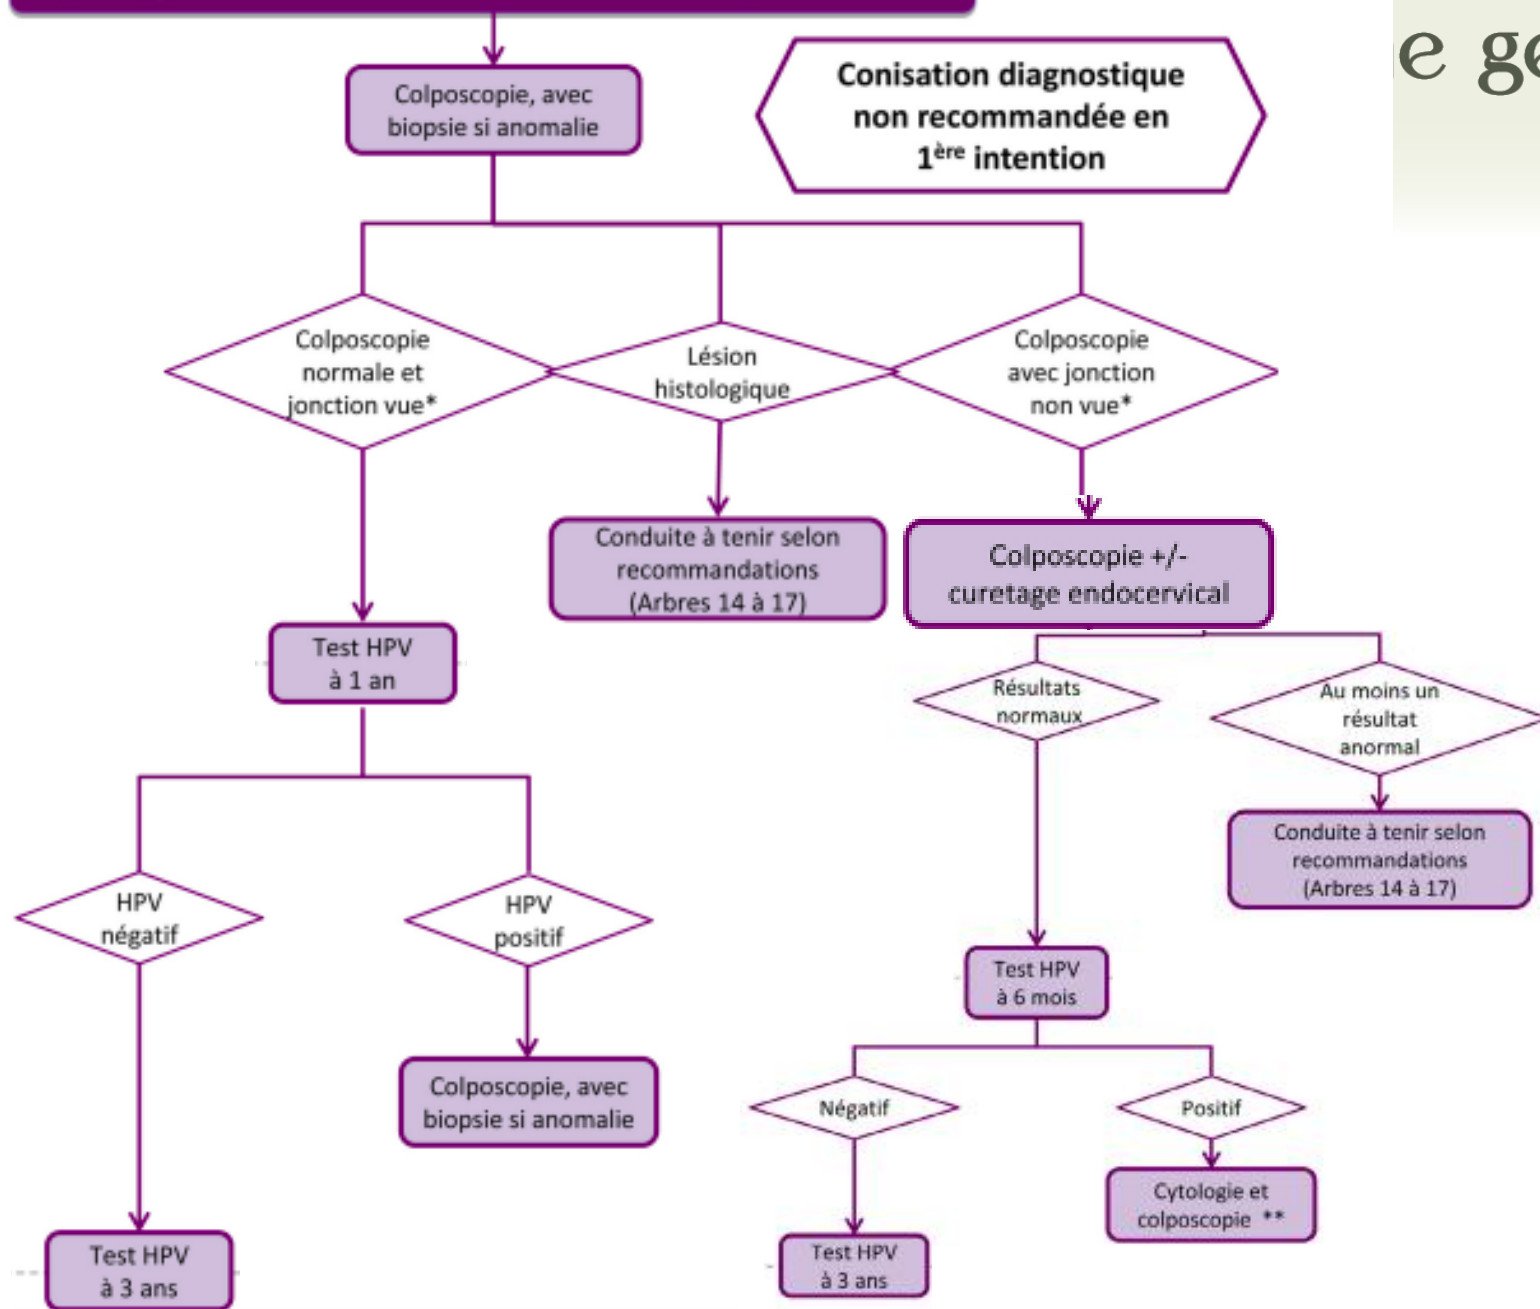 e ge
Colposcopie, avec
biopsie si anomalie
Conisation diagnostique
non recommandée en
1ère intention
Colposcopie
normale et
jonction vue*
Lésion
histologique
Colposcopie
avec jonction
non vue*
Conduite à tenir selon
recommandations
(Arbres 14 à 17)
Colposcopie +/-
curetage endocervical
Test HPV
à 1 an
Résultats
normaux
Au moins un
résultat
anormal
Conduite à tenir selon
recommandations
(Arbres 14 à 17)
HPV
négatif
HPV
positif
Test HPV
à 6 mois
Colposcopie, avec
biopsie si anomalie
Négatif
Positif
Cytologie et
colposcopie **
Test HPV
à 3 ans
Test HPV
à 3 ans